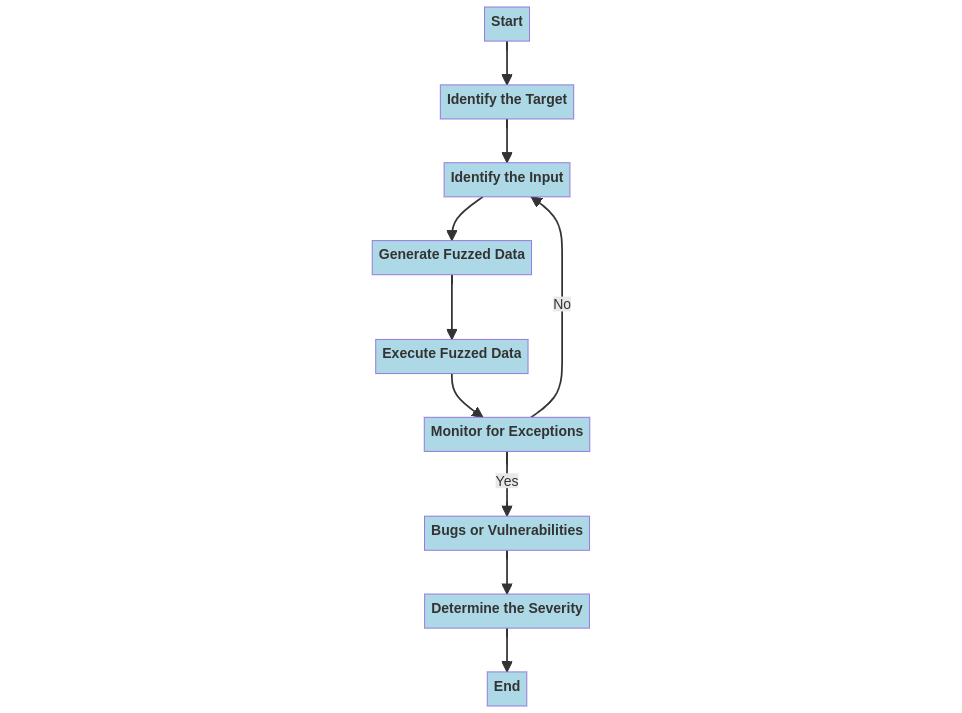 Start
Identify the Target
Identify the Input
Generate Fuzzed Data
No
Execute Fuzzed Data
Monitor for Exceptions
Yes
Bugs or Vulnerabilities
Determine the Severity
End